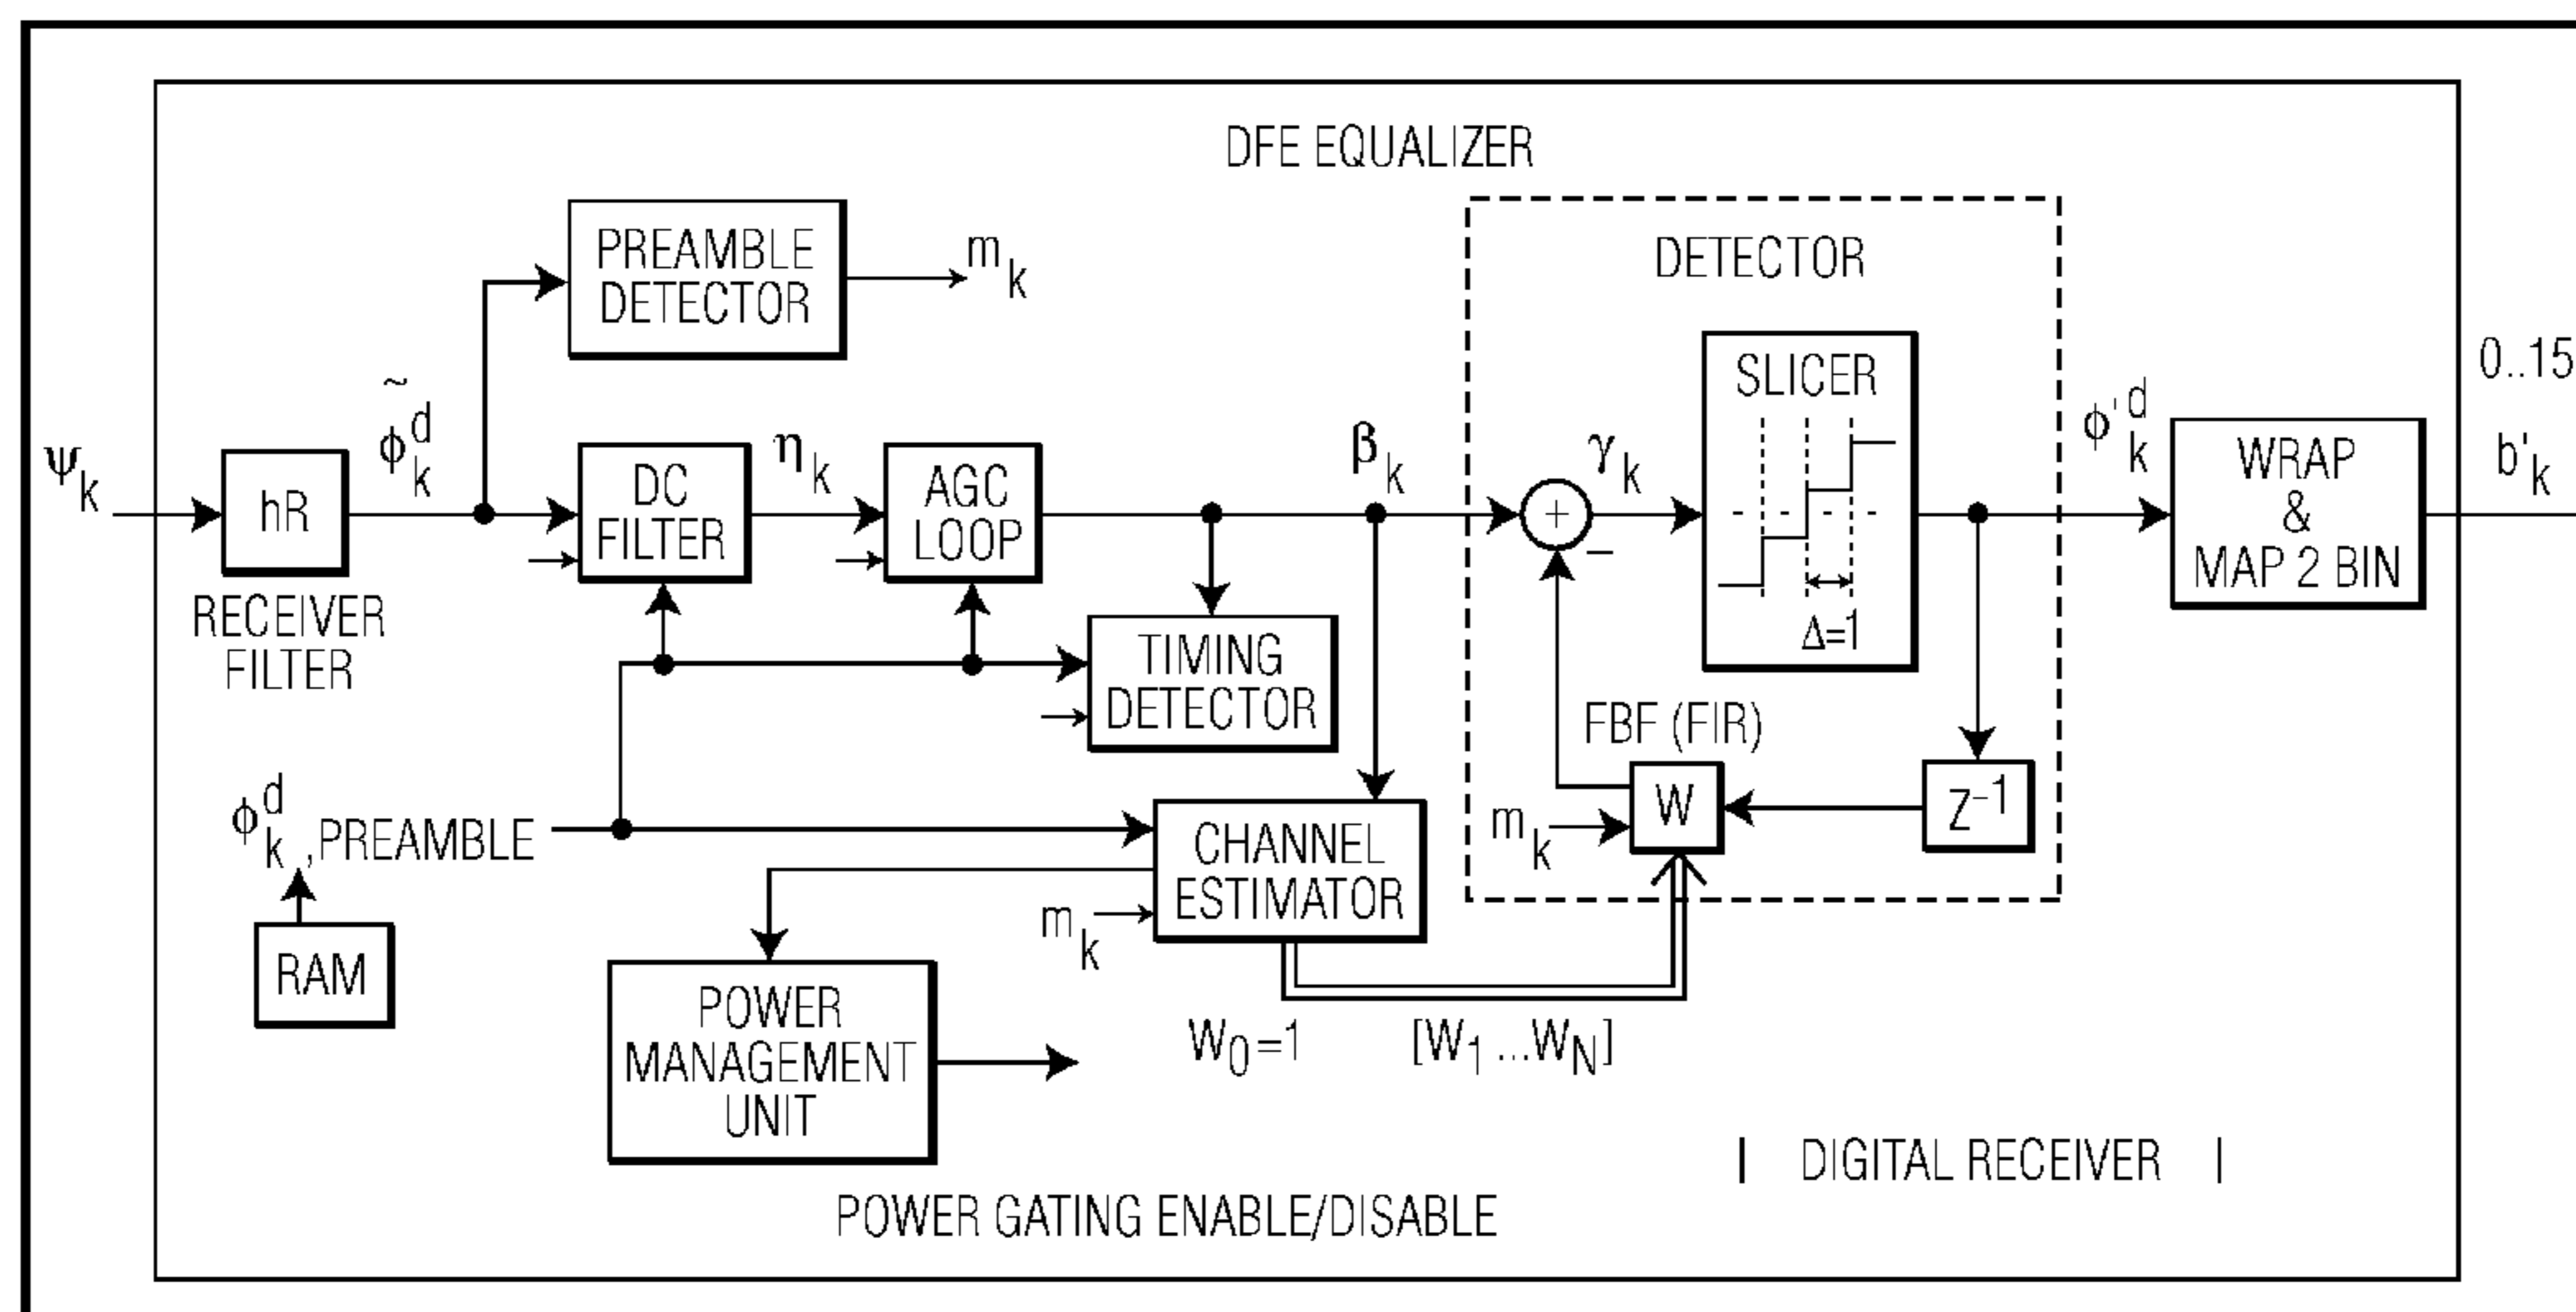 DFE EQUALIZER
PREAMBLE
DETECTOR
m_k
DETECTOR
SLICER
Δ=1
0..15
ψ_k
hR
RECEIVER
FILTER
ϕ̃^d_k
DC
FILTER
η_k
AGC
LOOP
β_k
+
−
γ_k
ϕ'^d_k
WRAP
&
MAP 2 BIN
b'_k
TIMING
DETECTOR
FBF (FIR)
m_k
W
Z⁻¹
ϕ^d_k ,PREAMBLE
RAM
CHANNEL
ESTIMATOR
m_k
POWER
MANAGEMENT
UNIT
W_0=1
[W_1 ...W_N]
DIGITAL RECEIVER
POWER GATING ENABLE/DISABLE